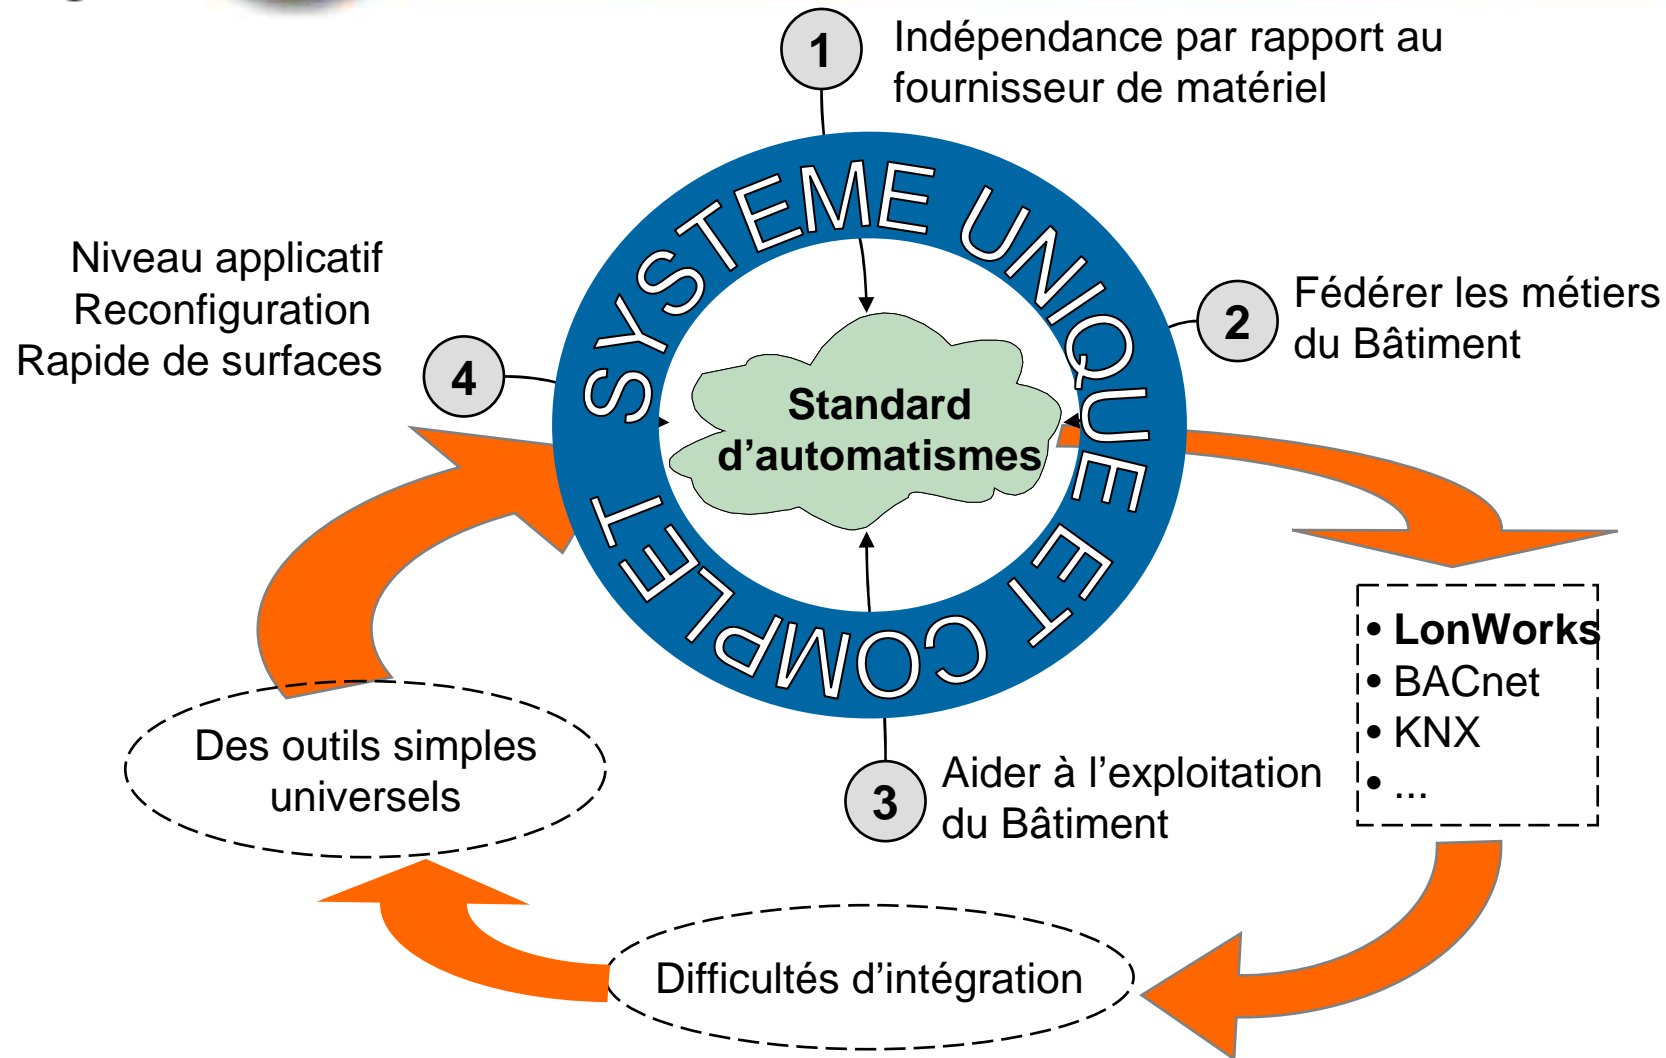 1
Indépendance par rapport au
fournisseur de matériel
SYSTEME UNIQUE ET COMPLET
Niveau applicatif
Reconfiguration
Rapide de surfaces
4
2
Fédérer les métiers
du Bâtiment
Standard
d’automatismes
• LonWorks
• BACnet
• KNX
• ...
Des outils simples
universels
3
Aider à l’exploitation
du Bâtiment
Difficultés d’intégration